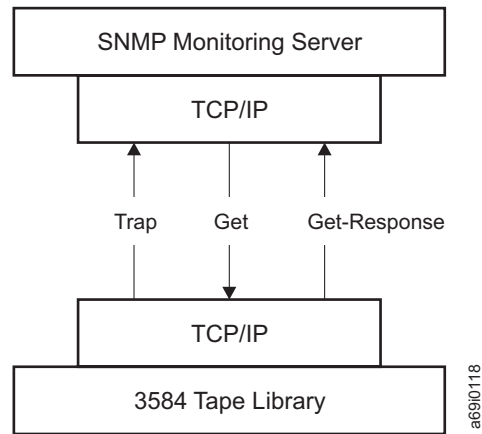 SNMP Monitoring Server
TCP/IP
Trap Get Get-Response
TCP/IP
3584 Tape Library
a69i0118